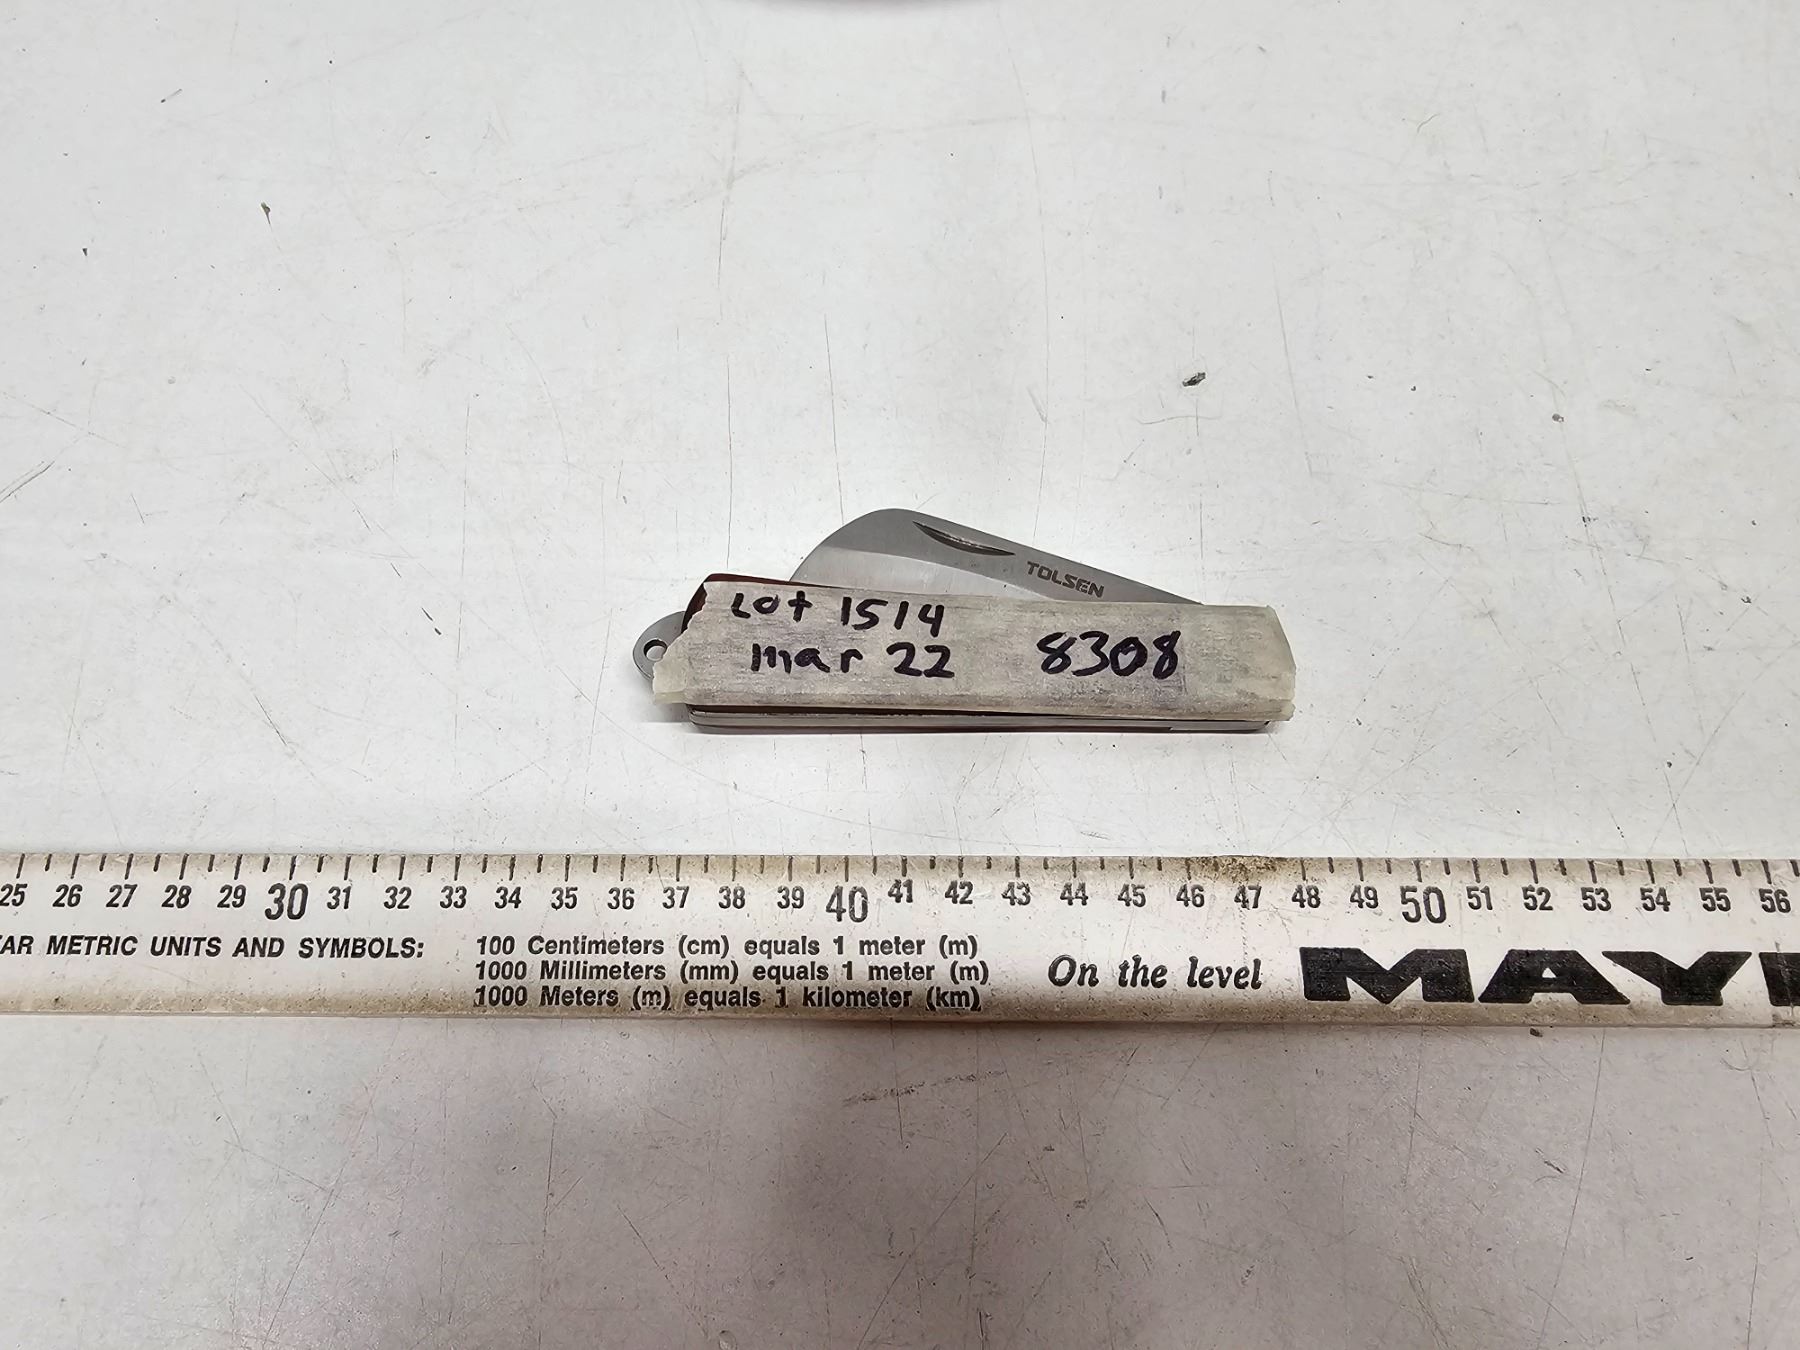 TOLSEN
Lot 1514
mar 22 8308
25 26 27 28 29 30 31 32 33 34 35 36 37 38 39 40 41 42 43 44 45 46 47 48 49 50 51 52 53 54 55 56
AR METRIC UNITS AND SYMBOLS:
100 Centimeters (cm) equals 1 meter (m)
1000 Millimeters (mm) equals 1 meter (m)
1000 Meters (m) equals 1 kilometer (km)
On the level
MAY